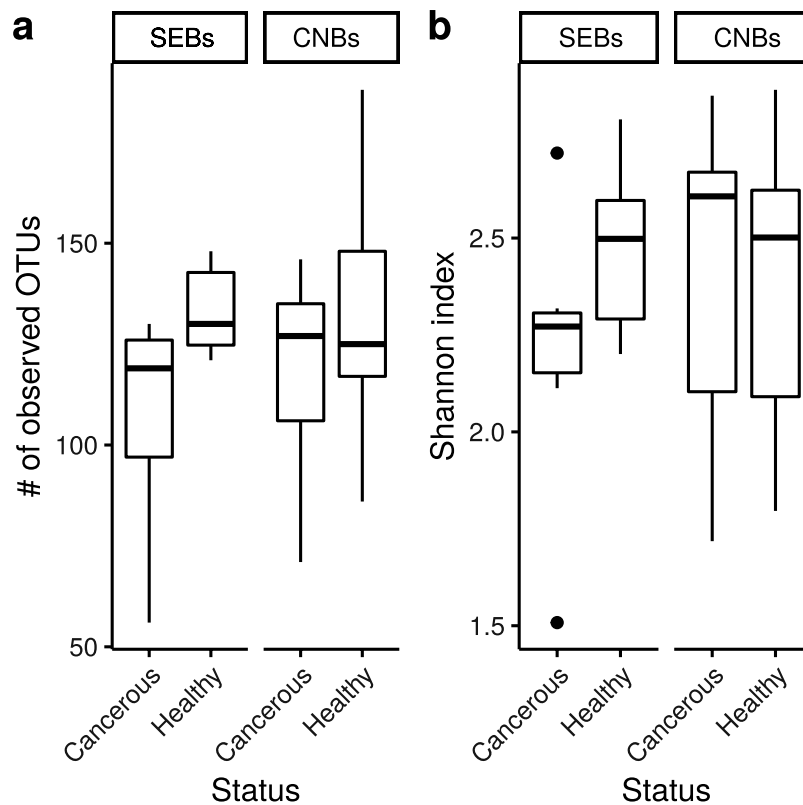 a
SEBs
CNBs
# of observed OTUs
150
100
50
Cancerous
Healthy
Cancerous
Healthy
Status
b
SEBs
CNBs
Shannon index
2.5
2.0
1.5
Cancerous
Healthy
Cancerous
Healthy
Status